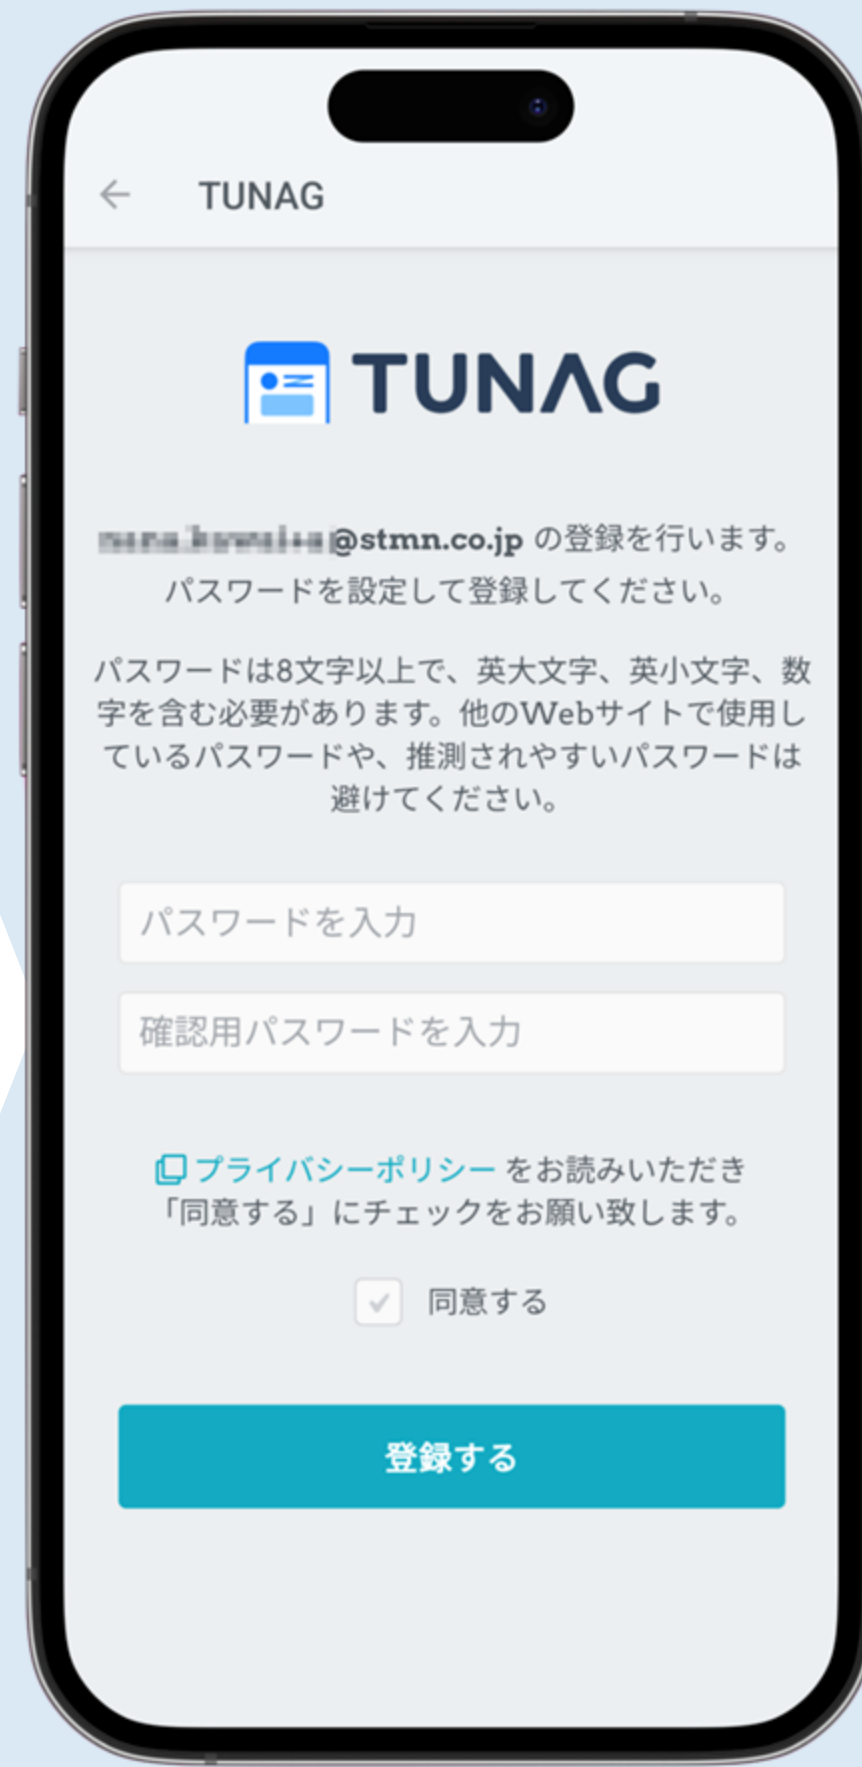 TUNAG
TUNAG
@stmn.co.jp の登録を行います。
パスワードを設定して登録してください。
パスワードは8文字以上で、英大文字、英小文字、数
字を含む必要があります。他のWebサイトで使用し
ているパスワードや、推測されやすいパスワードは
避けてください。
パスワードを入力
確認用パスワードを入力
プライバシーポリシー をお読みいただき
「同意する」にチェックをお願い致します。
同意する
登録する